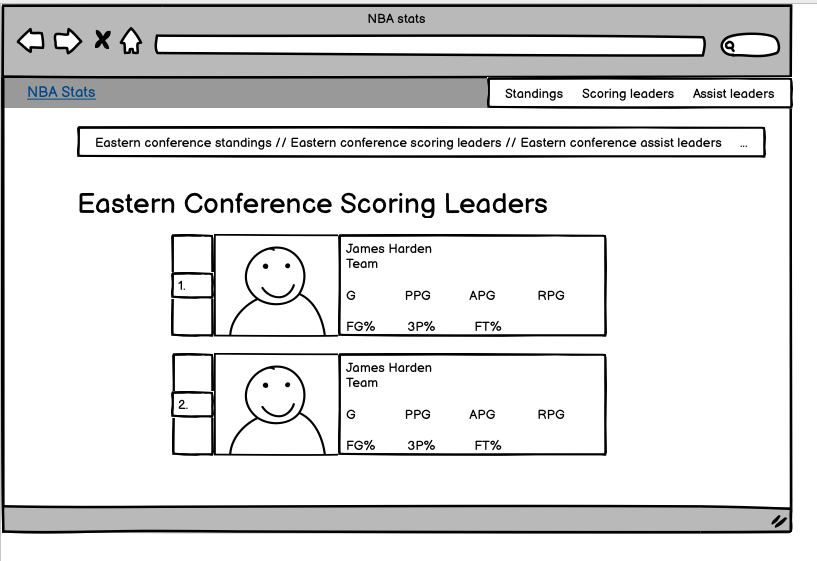 NBA stats
NBA Stats
Standings Scoring leaders Assist leaders
Eastern conference standings // Eastern conference scoring leaders // Eastern conference assist leaders ...
Eastern Conference Scoring Leaders
1.
James Harden
Team
G PPG APG RPG
FG% 3P% FT%
2.
James Harden
Team
G PPG APG RPG
FG% 3P% FT%